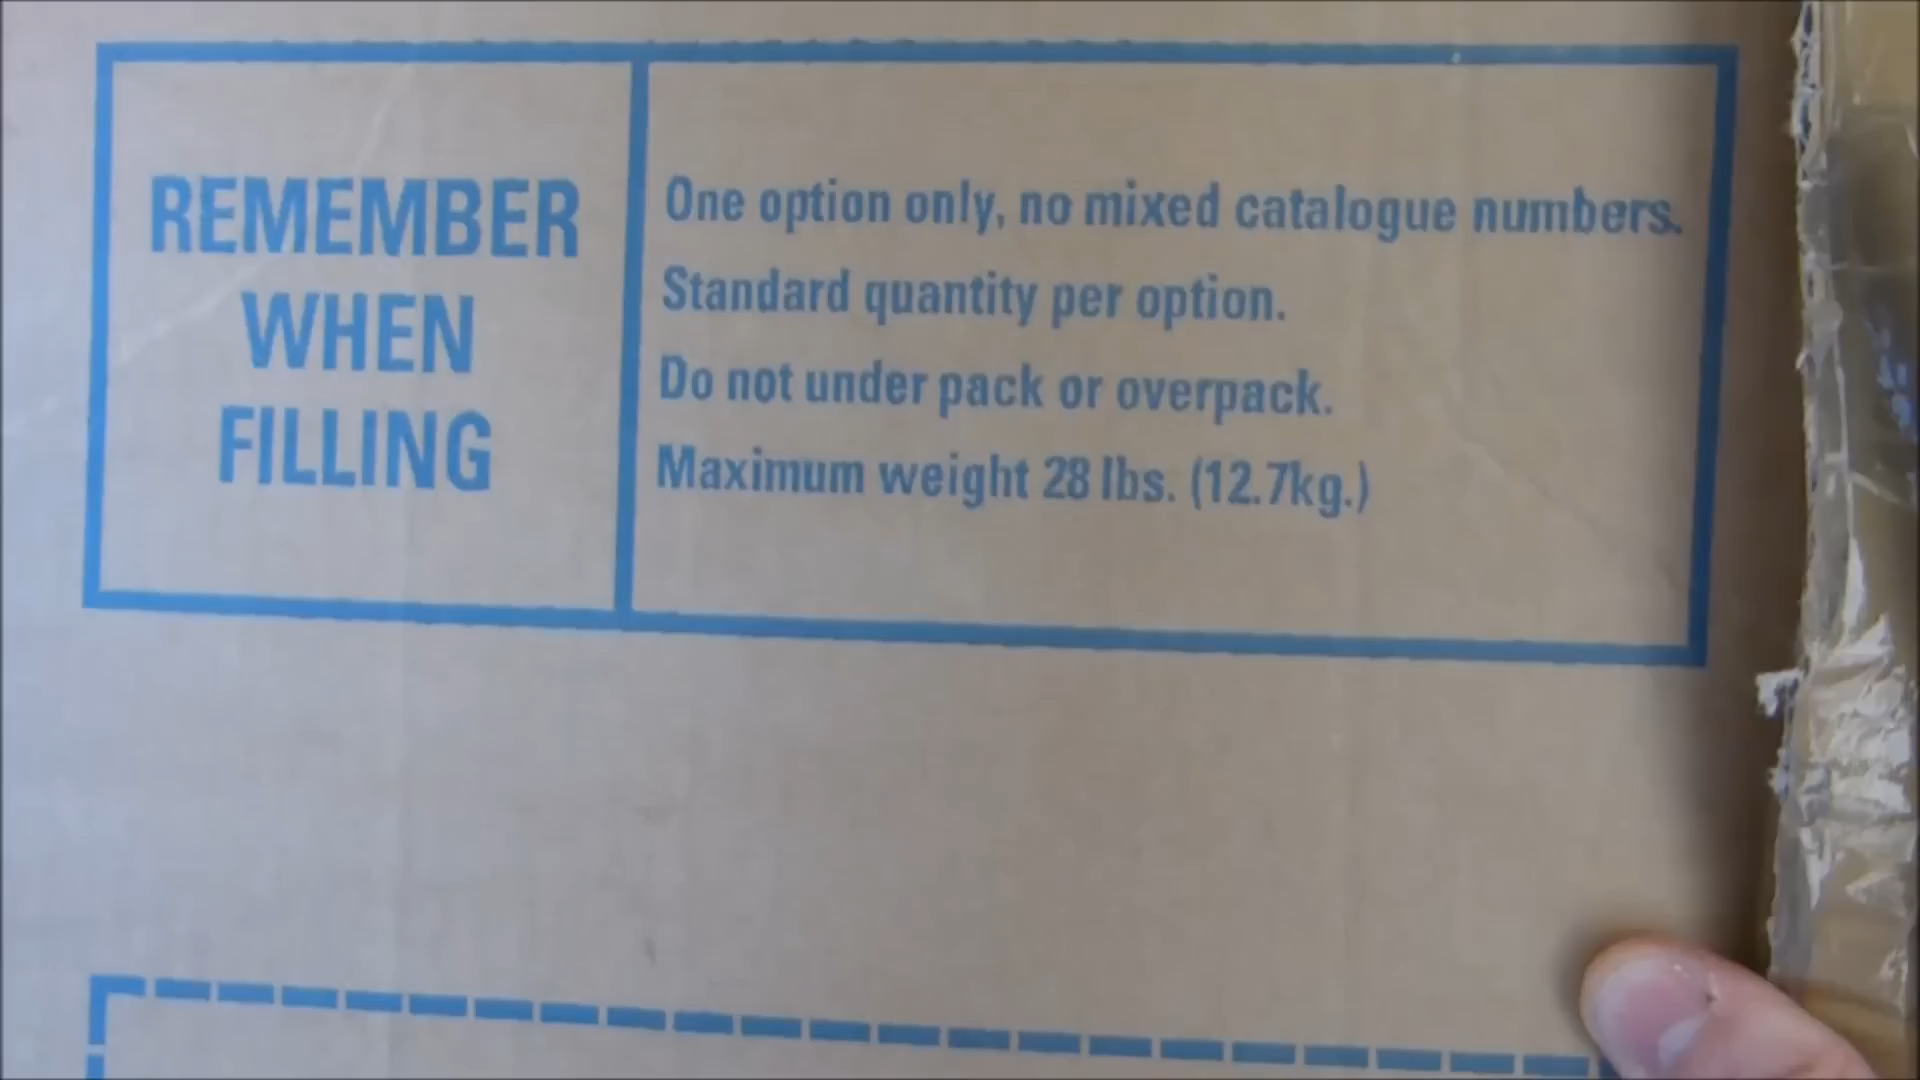 REMEMBER
WHEN
FILLING
One option only, no mixed catalogue numbers.
Standard quantity per option.
Do not under pack or overpack.
Maximum weight 28 lbs. (12.7kg.)